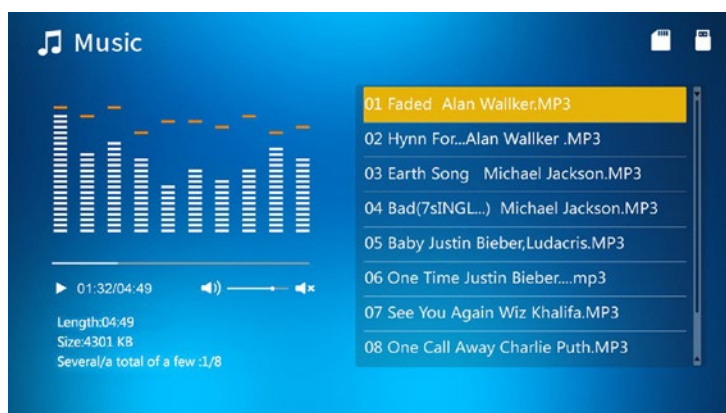 Music
01 Faded Alan Wallker.MP3
02 Hynn For...Alan Wallker .MP3
03 Earth Song Michael Jackson.MP3
04 Bad(7sINGL...) Michael Jackson.MP3
05 Baby Justin Bieber,Ludacris.MP3
06 One Time Justin Bieber....mp3
07 See You Again Wiz Khalifa.MP3
08 One Call Away Charlie Puth.MP3
01:32/04:49
Length:04:49
Size:4301 KB
Several/a total of a few :1/8